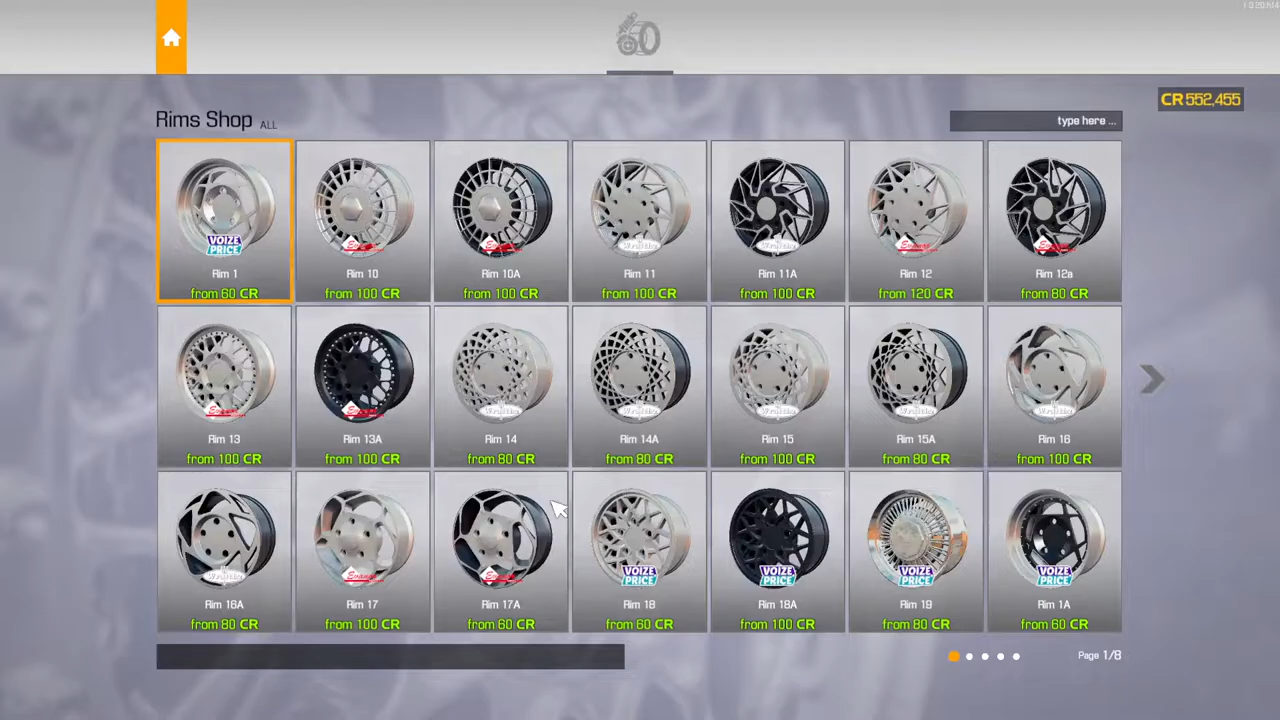 CR 552,455
Rims Shop ALL
type here ...
VOIZE PRICE
Rim 1
Rim 10
Rim 10A
Rim 11
Rim 11A
Rim 12
Rim 12a
from 60 CR
from 100 CR
from 100 CR
from 100 CR
from 100 CR
from 120 CR
from 80 CR
Rim 13
Rim 13A
Rim 14
Rim 14A
Rim 15
Rim 15A
Rim 16
from 100 CR
from 100 CR
from 80 CR
from 80 CR
from 100 CR
from 80 CR
from 100 CR
VOIZE PRICE
VOIZE PRICE
VOIZE PRICE
VOIZE PRICE
Rim 16A
Rim 17
Rim 17A
Rim 18
Rim 18A
Rim 19
Rim 1A
from 80 CR
from 100 CR
from 60 CR
from 60 CR
from 100 CR
from 80 CR
from 60 CR
Page 1/8